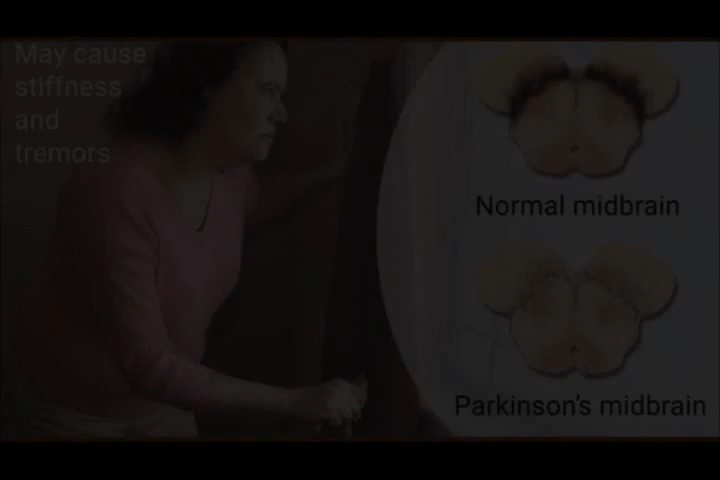 May cause
stiffness
and
tremors
Normal midbrain
Parkinson's midbrain